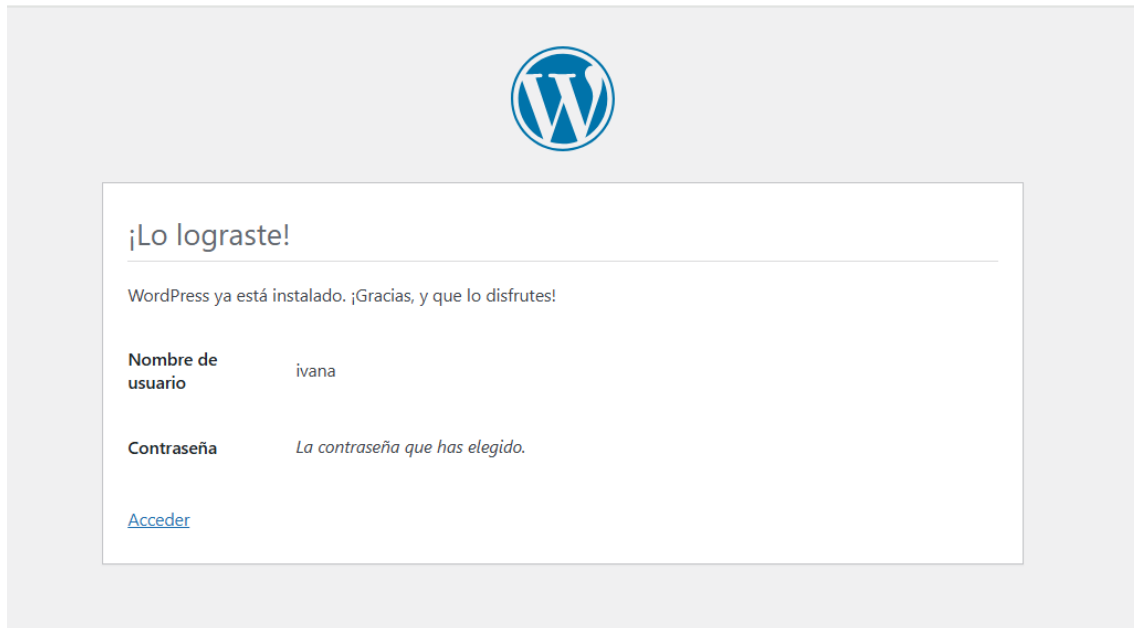 ¡Lo lograste!
WordPress ya está instalado. ¡Gracias, y que lo disfrutes!
Nombre de
usuario
ivana
Contraseña
La contraseña que has elegido.
Acceder